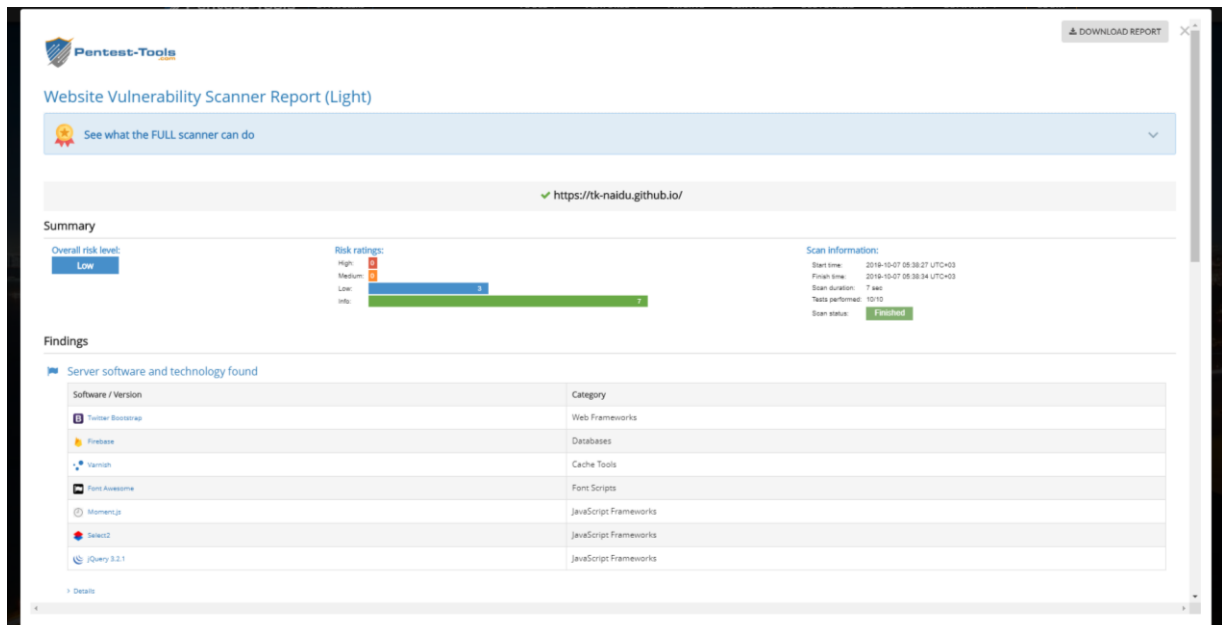 DOWNLOAD REPORT
Pentest-Tools
.com
Website Vulnerability Scanner Report (Light)
See what the FULL scanner can do
https://tk-naidu.github.io/
Summary
Overall risk level:
Low
Risk ratings:
High: 0
Medium: 0
Low: 3
Info: 7
Scan information:
Start time: 2019-10-07 05:38:27 UTC+03
Finish time: 2019-10-07 05:38:34 UTC+03
Scan duration: 7 sec
Tests performed: 10/10
Scan status: Finished
Findings
Server software and technology found
Software / Version Category
Twitter Bootstrap Web Frameworks
Firebase Databases
Varnish Cache Tools
Font Awesome Font Scripts
Moment.js JavaScript Frameworks
Select2 JavaScript Frameworks
jQuery 3.2.1 JavaScript Frameworks
Details